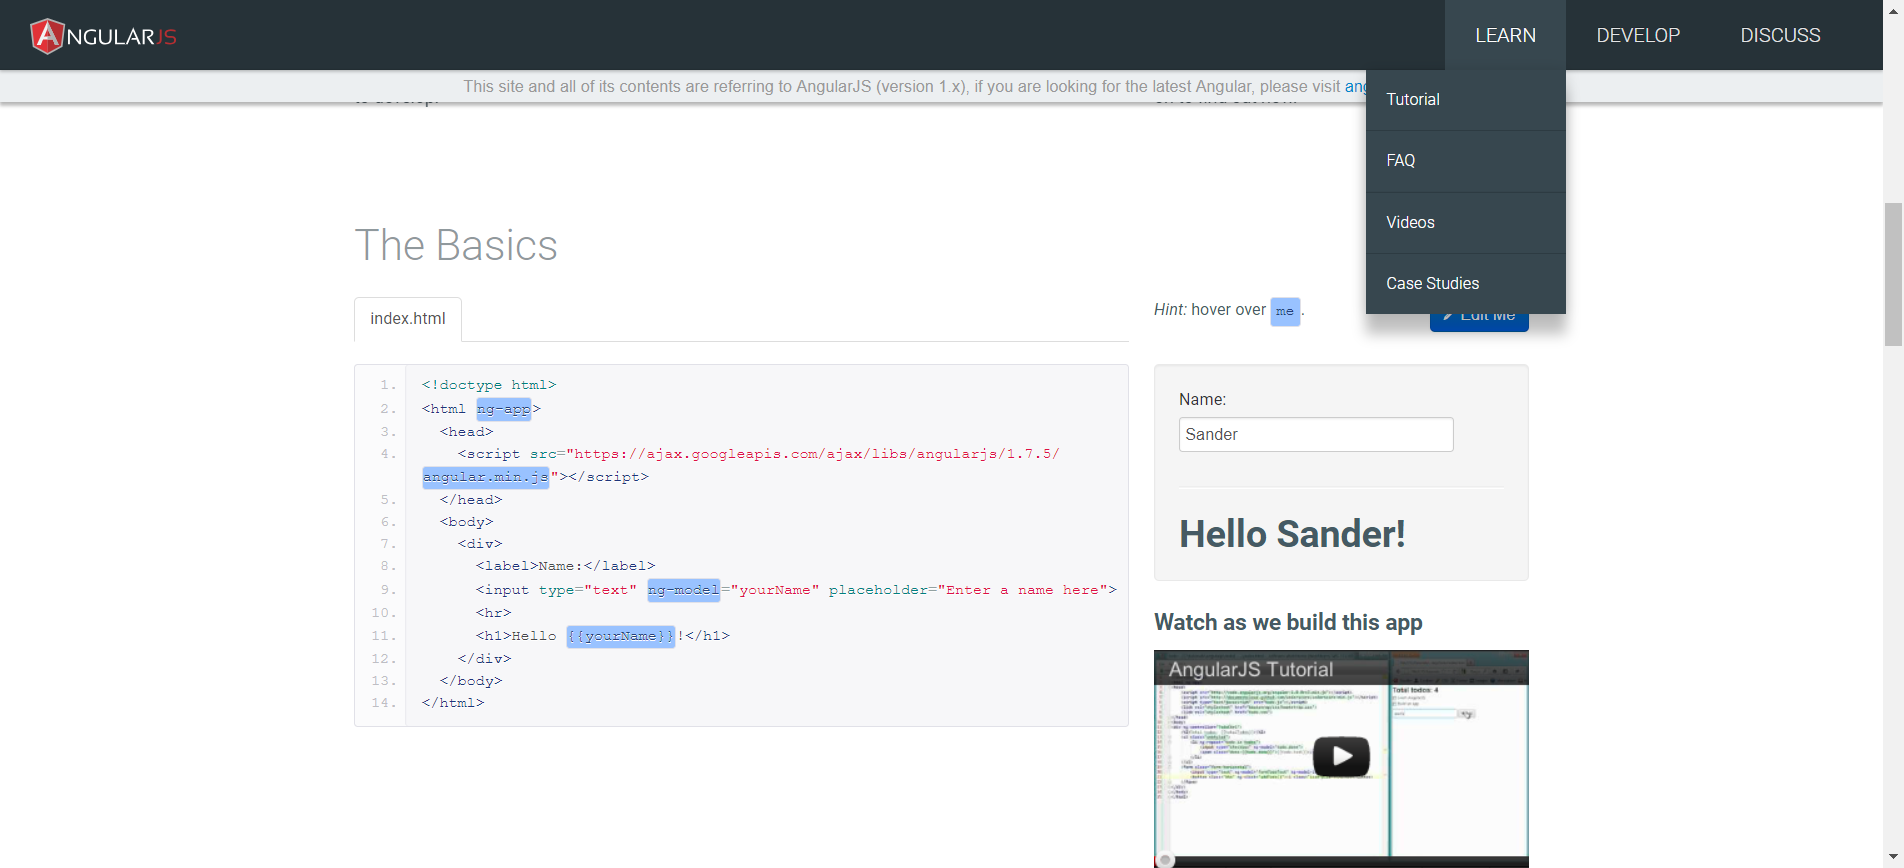 ANGULARJS
LEARN
DEVELOP
DISCUSS
This site and all of its contents are referring to AngularJS (version 1.x), if you are looking for the latest Angular, please visit ang
Tutorial
FAQ
Videos
Case Studies
The Basics
index.html
Hint: hover over me .
Edit Me
1. <!doctype html>
2. <html ng-app>
3. <head>
4. <script src="https://ajax.googleapis.com/ajax/libs/angularjs/1.7.5/
angular.min.js"></script>
5. </head>
6. <body>
7. <div>
8. <label>Name:</label>
9. <input type="text" ng-model="yourName" placeholder="Enter a name here">
10. <hr>
11. <h1>Hello {{yourName}}!</h1>
12. </div>
13. </body>
14. </html>
Name:
Sander
Hello Sander!
Watch as we build this app
AngularJS Tutorial
Total todos: 4